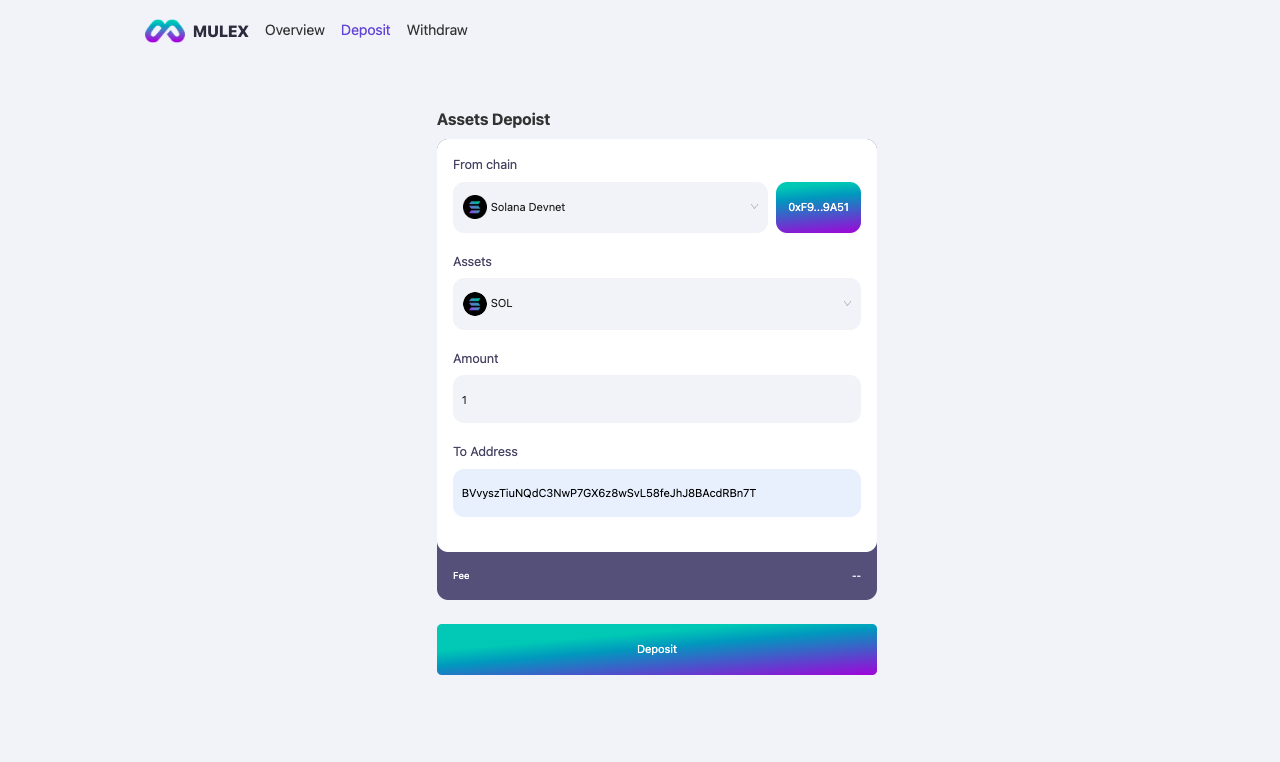 MULEX Overview Deposit Withdraw
Assets Depoist
From chain
Solana Devnet 0xF9...9A51
Assets
SOL
Amount
1
To Address
BVvyszTiuNQdC3NwP7GX6z8wSvL58feJhJ8BAcdRBn7T
Fee --
Deposit